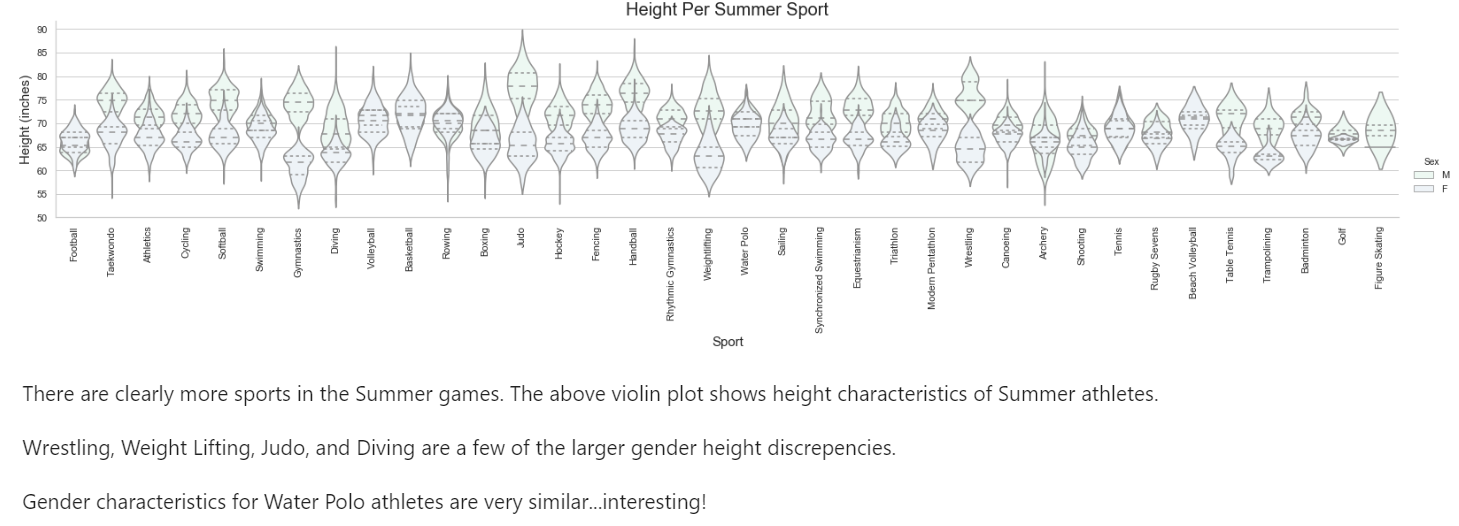 Height Per Summer Sport
Height (inches)
90
85
80
75
70
65
60
55
50
Football
Taekwondo
Athletics
Cycling
Softball
Swimming
Gymnastics
Diving
Volleyball
Basketball
Rowing
Boxing
Judo
Hockey
Fencing
Handball
Rhythmic Gymnastics
Weightlifting
Water Polo
Sailing
Synchronized Swimming
Equestrianism
Triathlon
Modern Pentathlon
Wrestling
Canoeing
Archery
Shooting
Tennis
Rugby Sevens
Beach Volleyball
Table Tennis
Trampolining
Badminton
Golf
Figure Skating
Sport
Sex
M
F
There are clearly more sports in the Summer games. The above violin plot shows height characteristics of Summer athletes.
Wrestling, Weight Lifting, Judo, and Diving are a few of the larger gender height discrepencies.
Gender characteristics for Water Polo athletes are very similar...interesting!